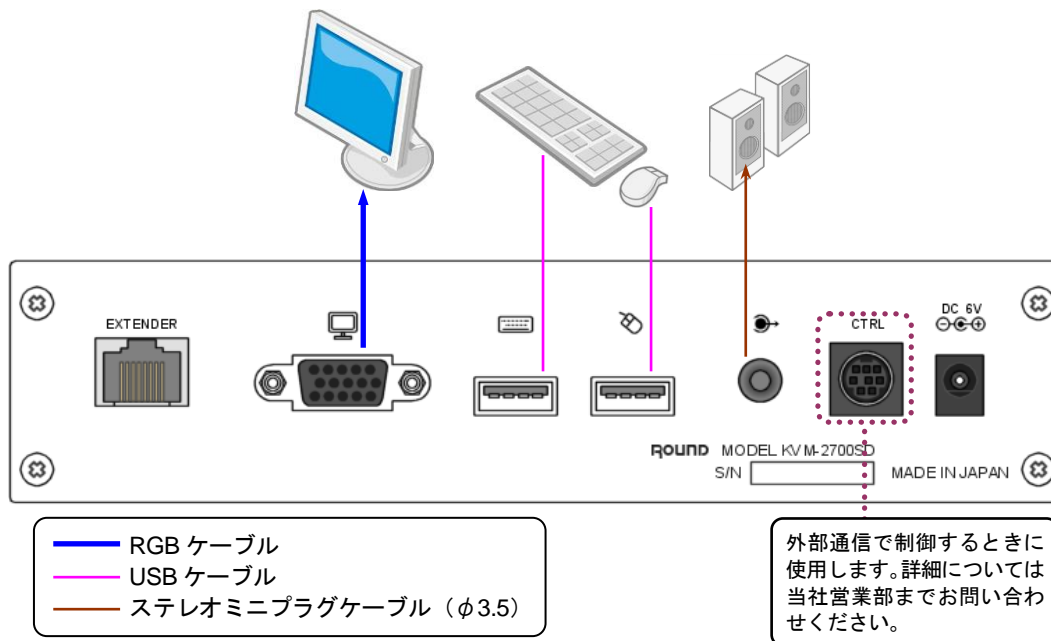 EXTENDER
CTRL
DC 6V
ROUND MODEL KVM-2700SD
S/N
MADE IN JAPAN
RGB ケーブル
USB ケーブル
ステレオミニプラグケーブル（φ3.5）
外部通信で制御するときに
使用します。詳細については
当社営業部までお問い合わ
せください。